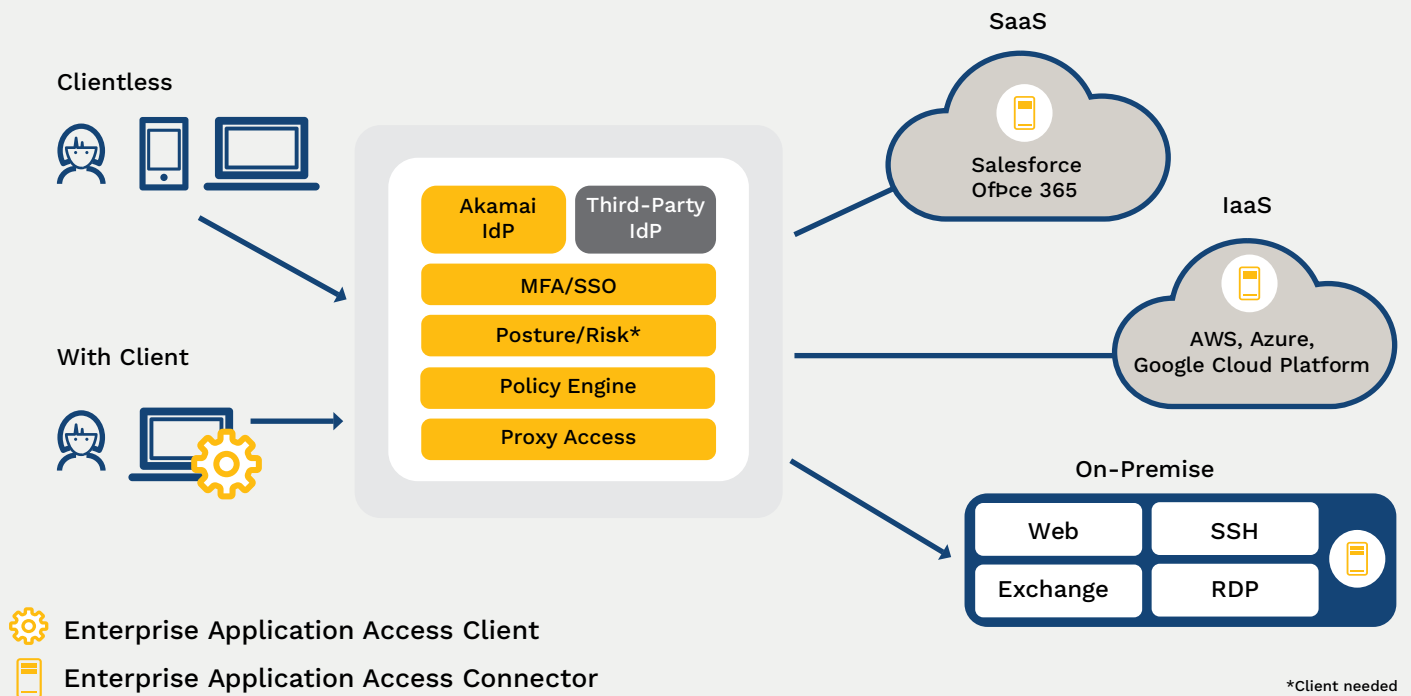 SaaS
Clientless
Salesforce
OfÞce 365
Akamai
IdP
Third-Party
IdP
IaaS
MFA/SSO
Posture/Risk*
AWS, Azure,
Google Cloud Platform
With Client
Policy Engine
Proxy Access
On-Premise
Web
SSH
Exchange
RDP
Enterprise Application Access Client
Enterprise Application Access Connector
*Client needed